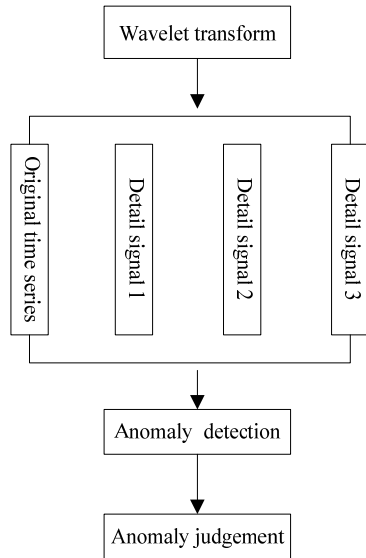 Wavelet transform
Original time series
Detail signal 1
Detail signal 2
Detail signal 3
Anomaly detection
Anomaly judgement